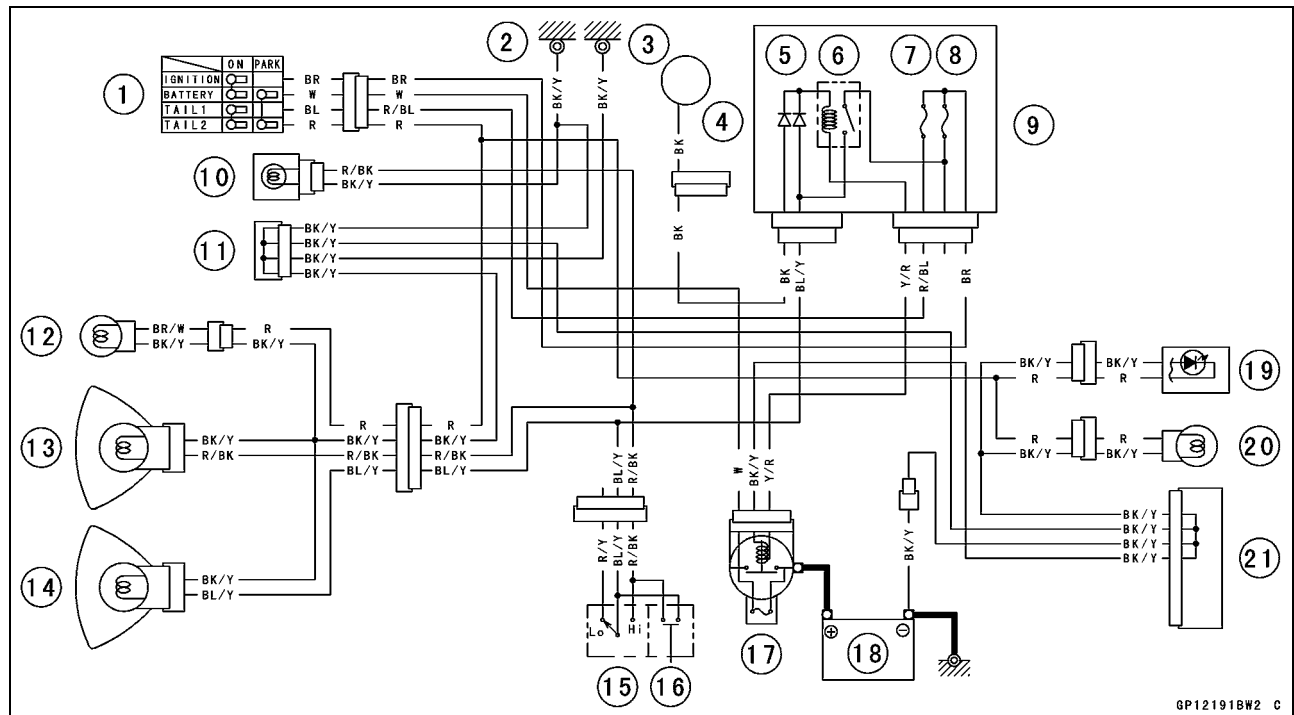 ON PARK
IGNITION
BATTERY
TAIL1
TAIL2
1
BR BR
W W
BL R/BL
R R
2
3
BK/Y
BK/Y
4
BK
BK
5
6
7
8
9
10
R/BK
BK/Y
11
BK/Y
BK/Y
BK/Y
BK/Y
12
BR/W R
BK/Y BK/Y
13
BK/Y
R/BK
R R
BK/Y BK/Y
R/BK R/BK
BL/Y BL/Y
14
BK/Y
BL/Y
BK
BL/Y
Y/R
R/BL
BR
BL/Y
R/BK
R/Y
BL/Y
R/BK
Lo
Hi
15
16
W
BK/Y
Y/R
17
18
BK/Y
BK/Y BK/Y
R R
19
R R
BK/Y BK/Y
20
BK/Y
BK/Y
BK/Y
BK/Y
21
GP12191BW2 C